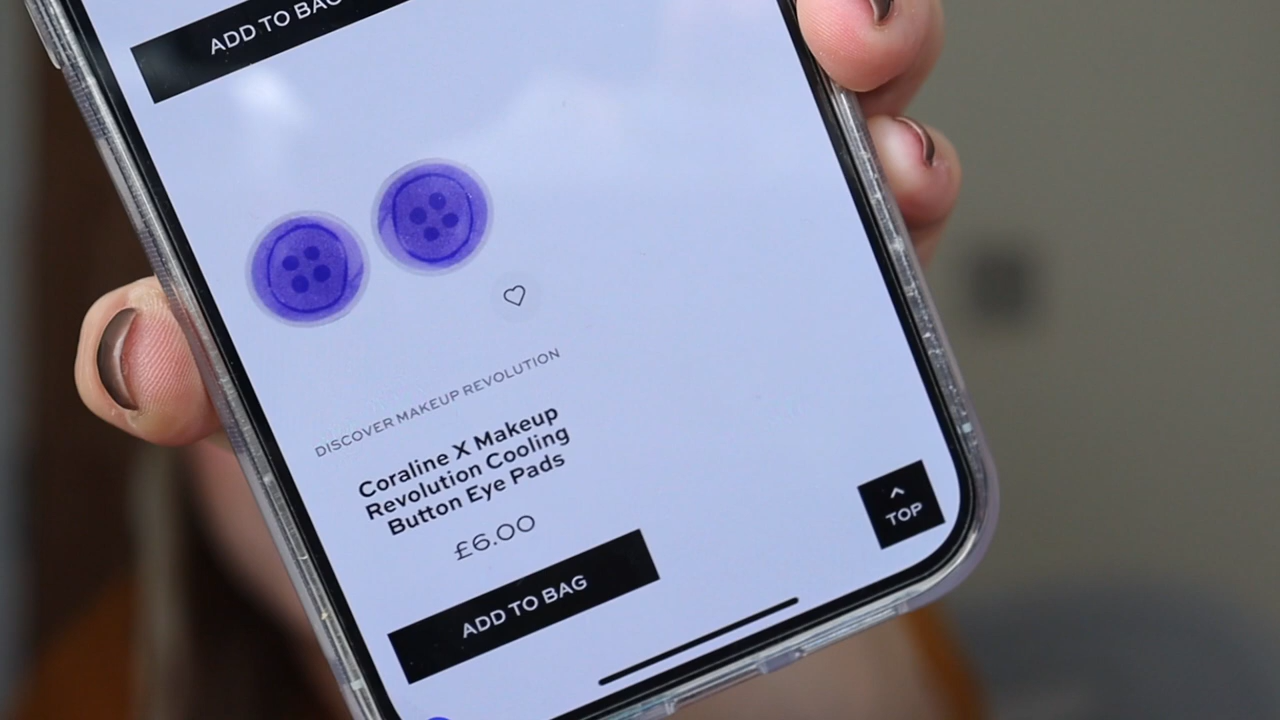 ADD TO BAG
DISCOVER MAKEUP REVOLUTION
Coraline X Makeup
Revolution Cooling
Button Eye Pads
£6.00
ADD TO BAG
TOP